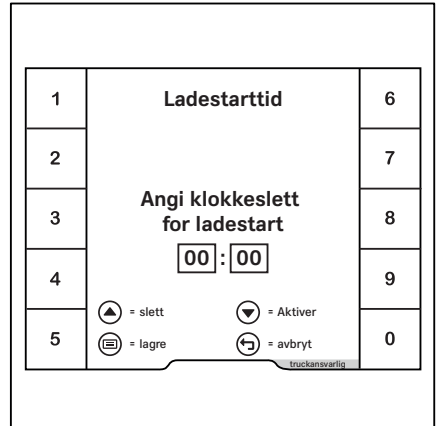 1
2
3
4
5
Ladestarttid
Angi klokkeslett
for ladestart
00 : 00
= slett
= Aktiver
= lagre
= avbryt
truckansvarlig
6
7
8
9
0